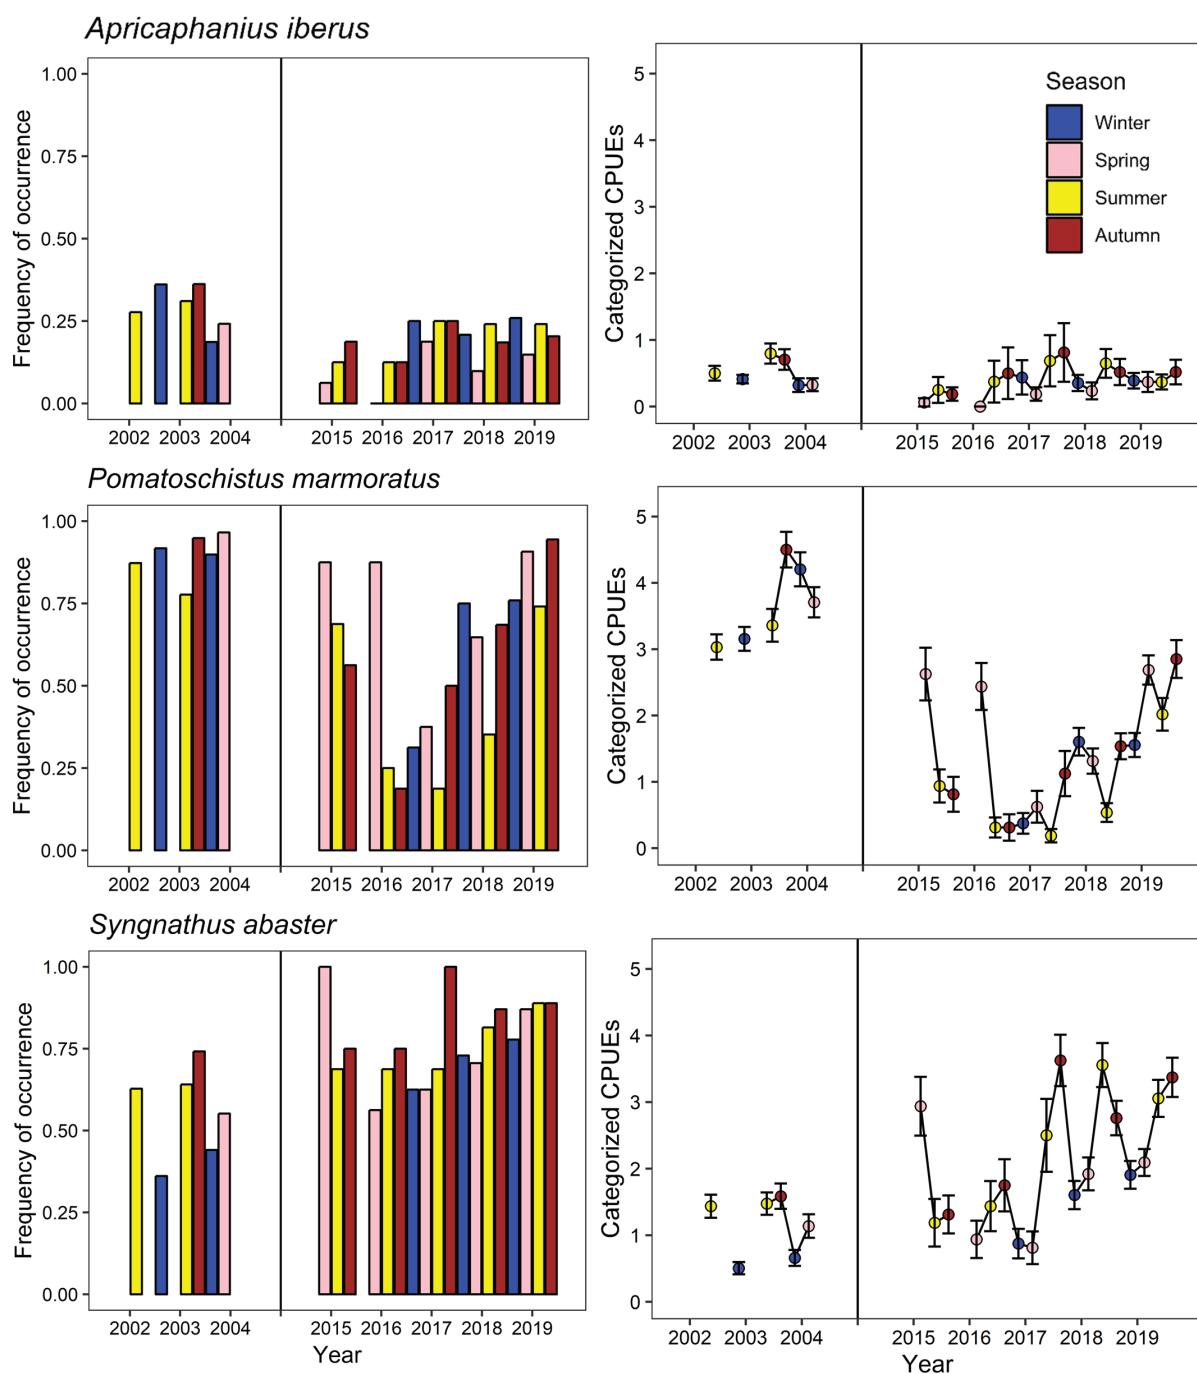 Apricaphanius iberus
Frequency of occurrence
1.00
0.75
0.50
0.25
0.00
2002 2003 2004 2015 2016 2017 2018 2019
Categorized CPUEs
5
4
3
2
1
0
2002 2003 2004 2015 2016 2017 2018 2019
Season
Winter
Spring
Summer
Autumn
Pomatoschistus marmoratus
Frequency of occurrence
1.00
0.75
0.50
0.25
0.00
2002 2003 2004 2015 2016 2017 2018 2019
Categorized CPUEs
5
4
3
2
1
0
2002 2003 2004 2015 2016 2017 2018 2019
Syngnathus abaster
Frequency of occurrence
1.00
0.75
0.50
0.25
0.00
2002 2003 2004 2015 2016 2017 2018 2019
Year
Categorized CPUEs
5
4
3
2
1
0
2002 2003 2004 2015 2016 2017 2018 2019
Year